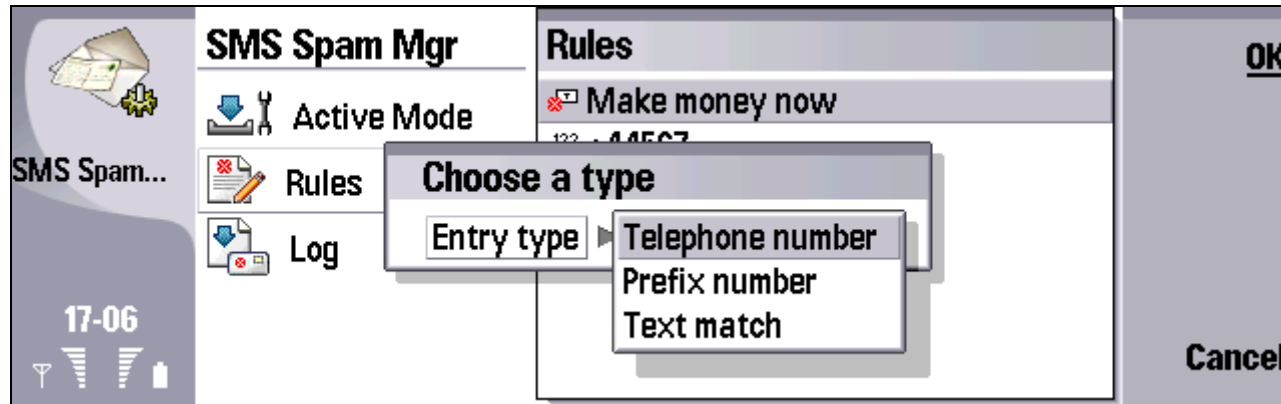 SMS Spam...
17-06
SMS Spam Mgr
Active Mode
Rules
Log
Rules
Make money now
Choose a type
Entry type
Telephone number
Prefix number
Text match
OK
Cancel